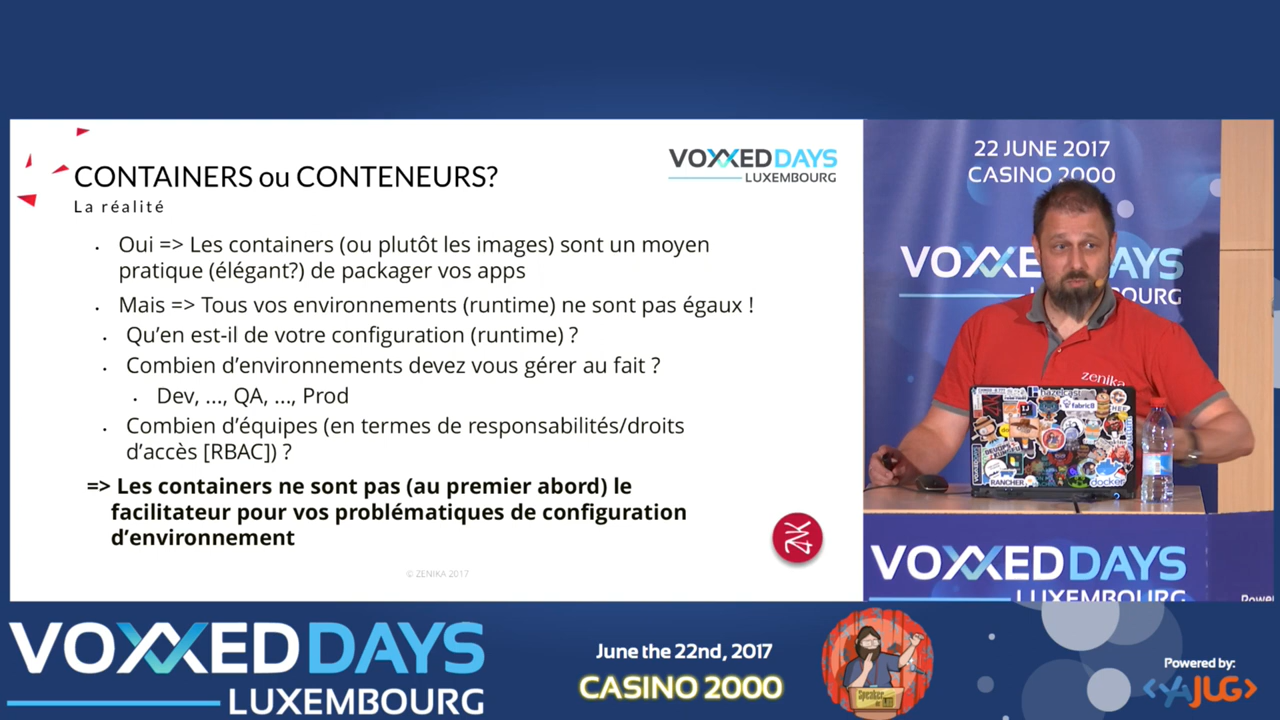 CONTAINERS ou CONTENEURS?
La réalité
VOXXEDDAYS
LUXEMBOURG
• Oui => Les containers (ou plutôt les images) sont un moyen
pratique (élégant?) de packager vos apps
• Mais => Tous vos environnements (runtime) ne sont pas égaux !
• Qu'en est-il de votre configuration (runtime) ?
• Combien d'environnements devez vous gérer au fait ?
• Dev, ..., QA, ..., Prod
• Combien d'équipes (en termes de responsabilités/droits
d'accès [RBAC]) ?
=> Les containers ne sont pas (au premier abord) le
facilitateur pour vos problématiques de configuration
d'environnement
© ZENIKA 2017
22 JUNE 2017
CASINO 2000
zenika
hazelcast
fabric8
RANCHER
docker
VOXXEDDAYS
LUXEMBOURG
VOXXEDDAYS
LUXEMBOURG
June the 22nd, 2017
CASINO 2000
Powered by:
YAJUG